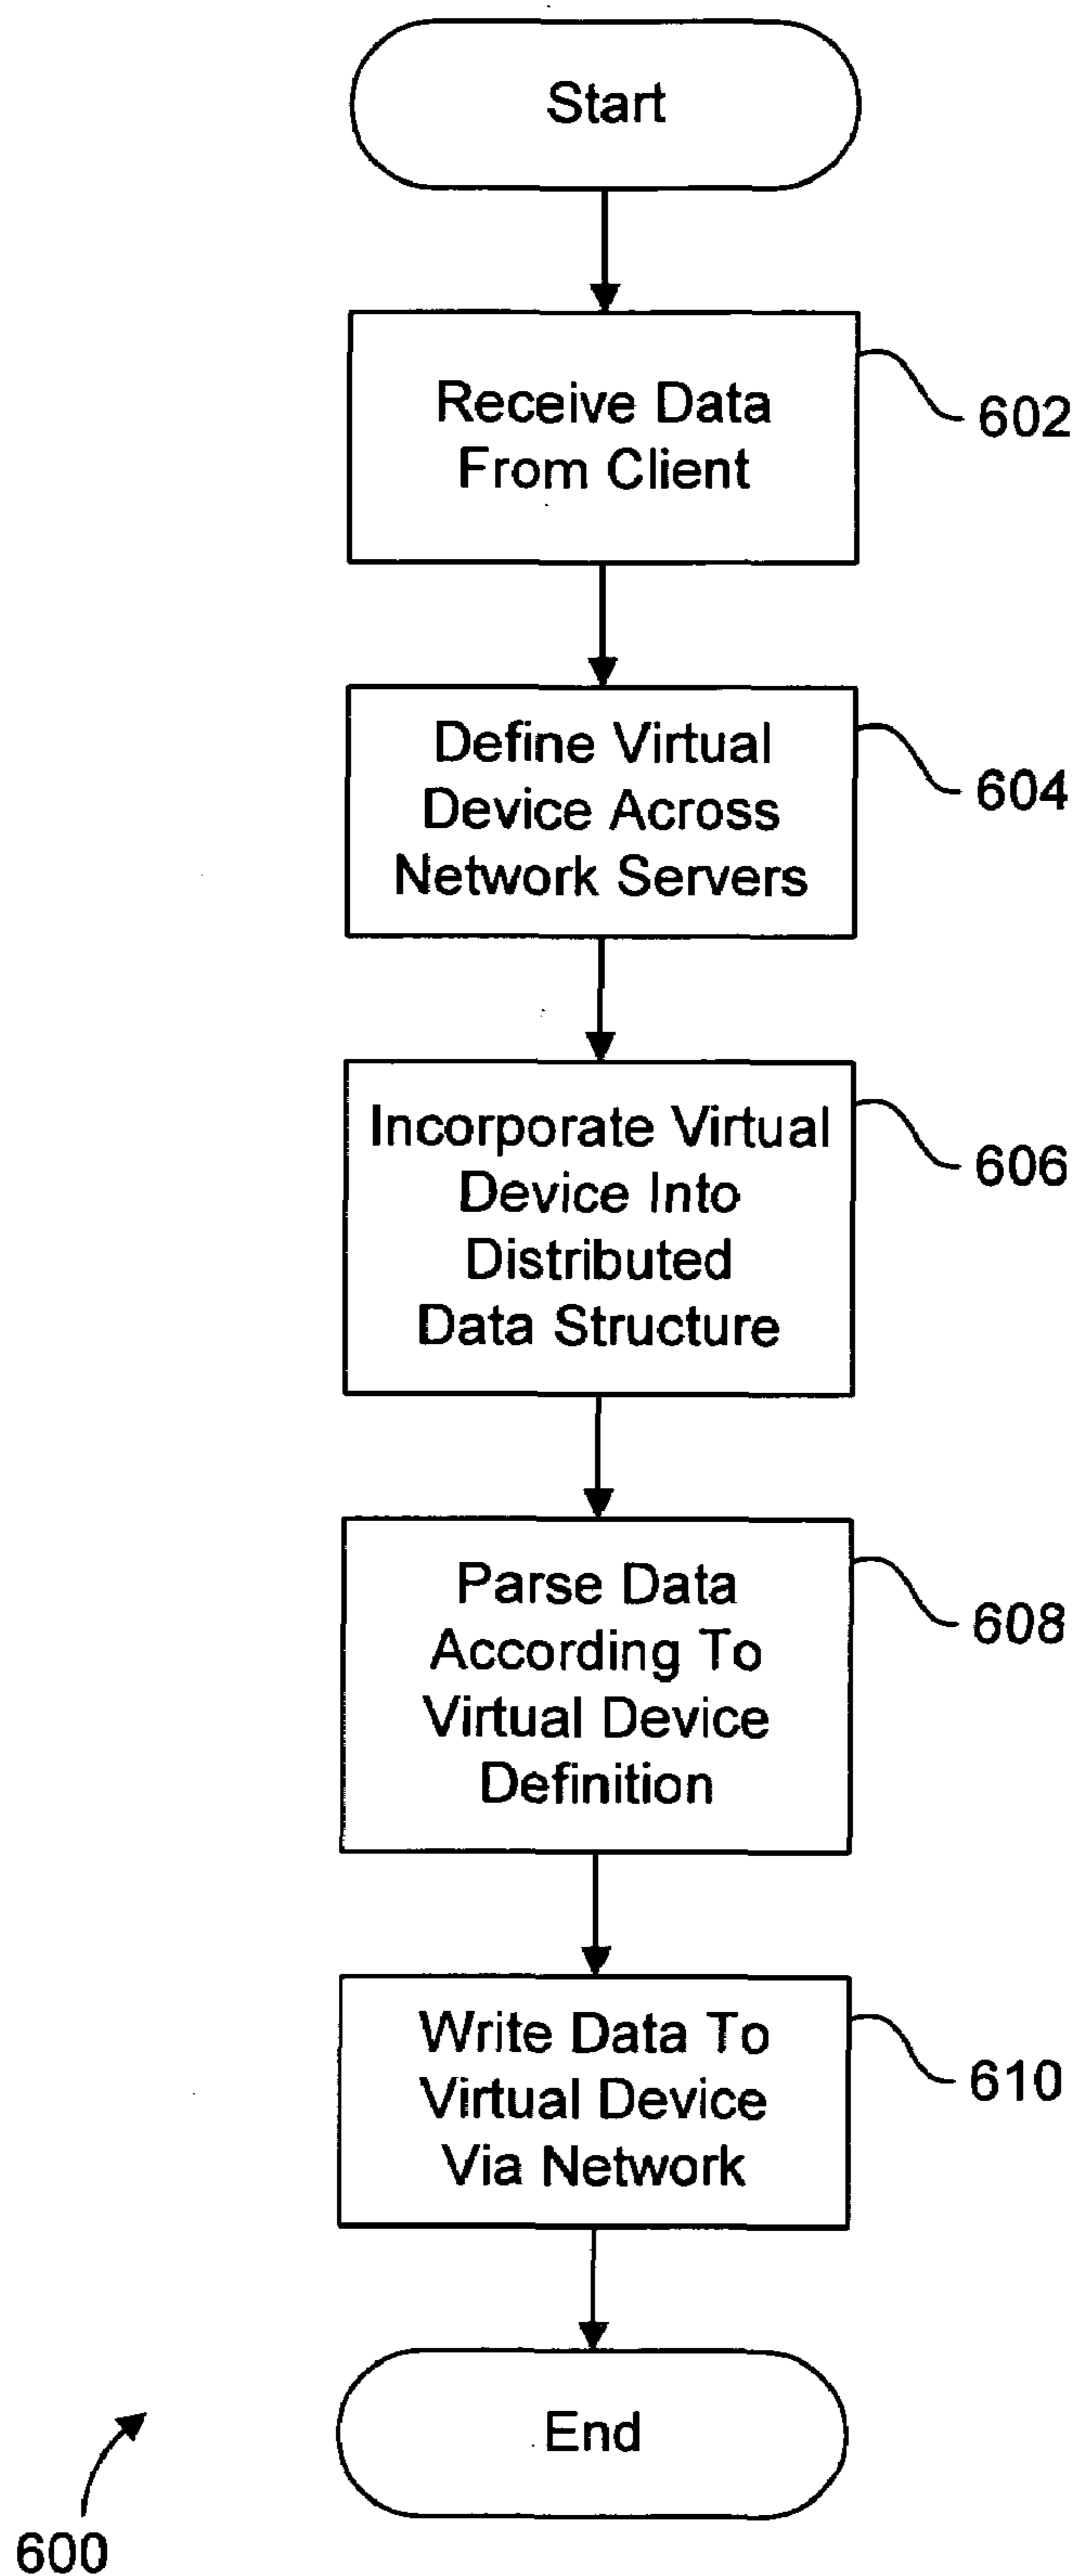 Start
Receive Data
From Client
602
Define Virtual
Device Across
Network Servers
604
Incorporate Virtual
Device Into
Distributed
Data Structure
606
Parse Data
According To
Virtual Device
Definition
608
Write Data To
Virtual Device
Via Network
610
End
600